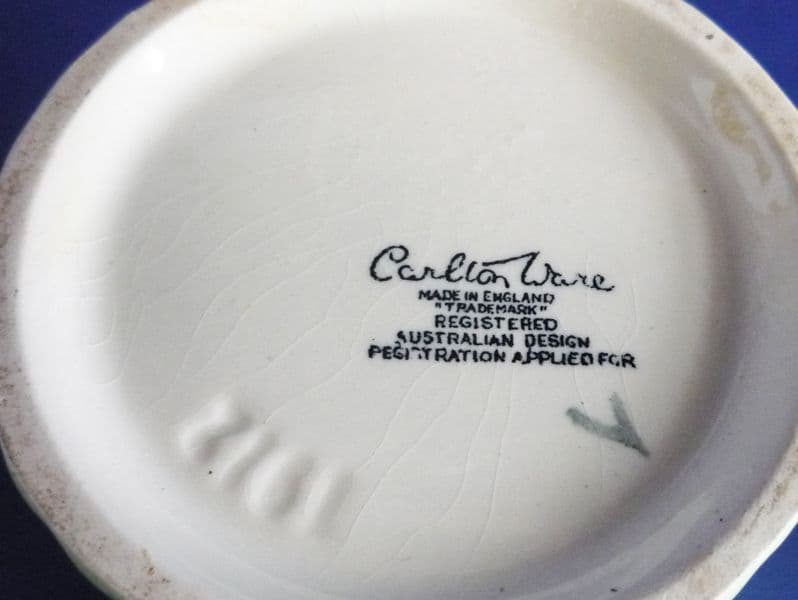 Carlton Ware
MADE IN ENGLAND
"TRADEMARK"
REGISTERED
AUSTRALIAN DESIGN
REGISTRATION APPLIED FOR